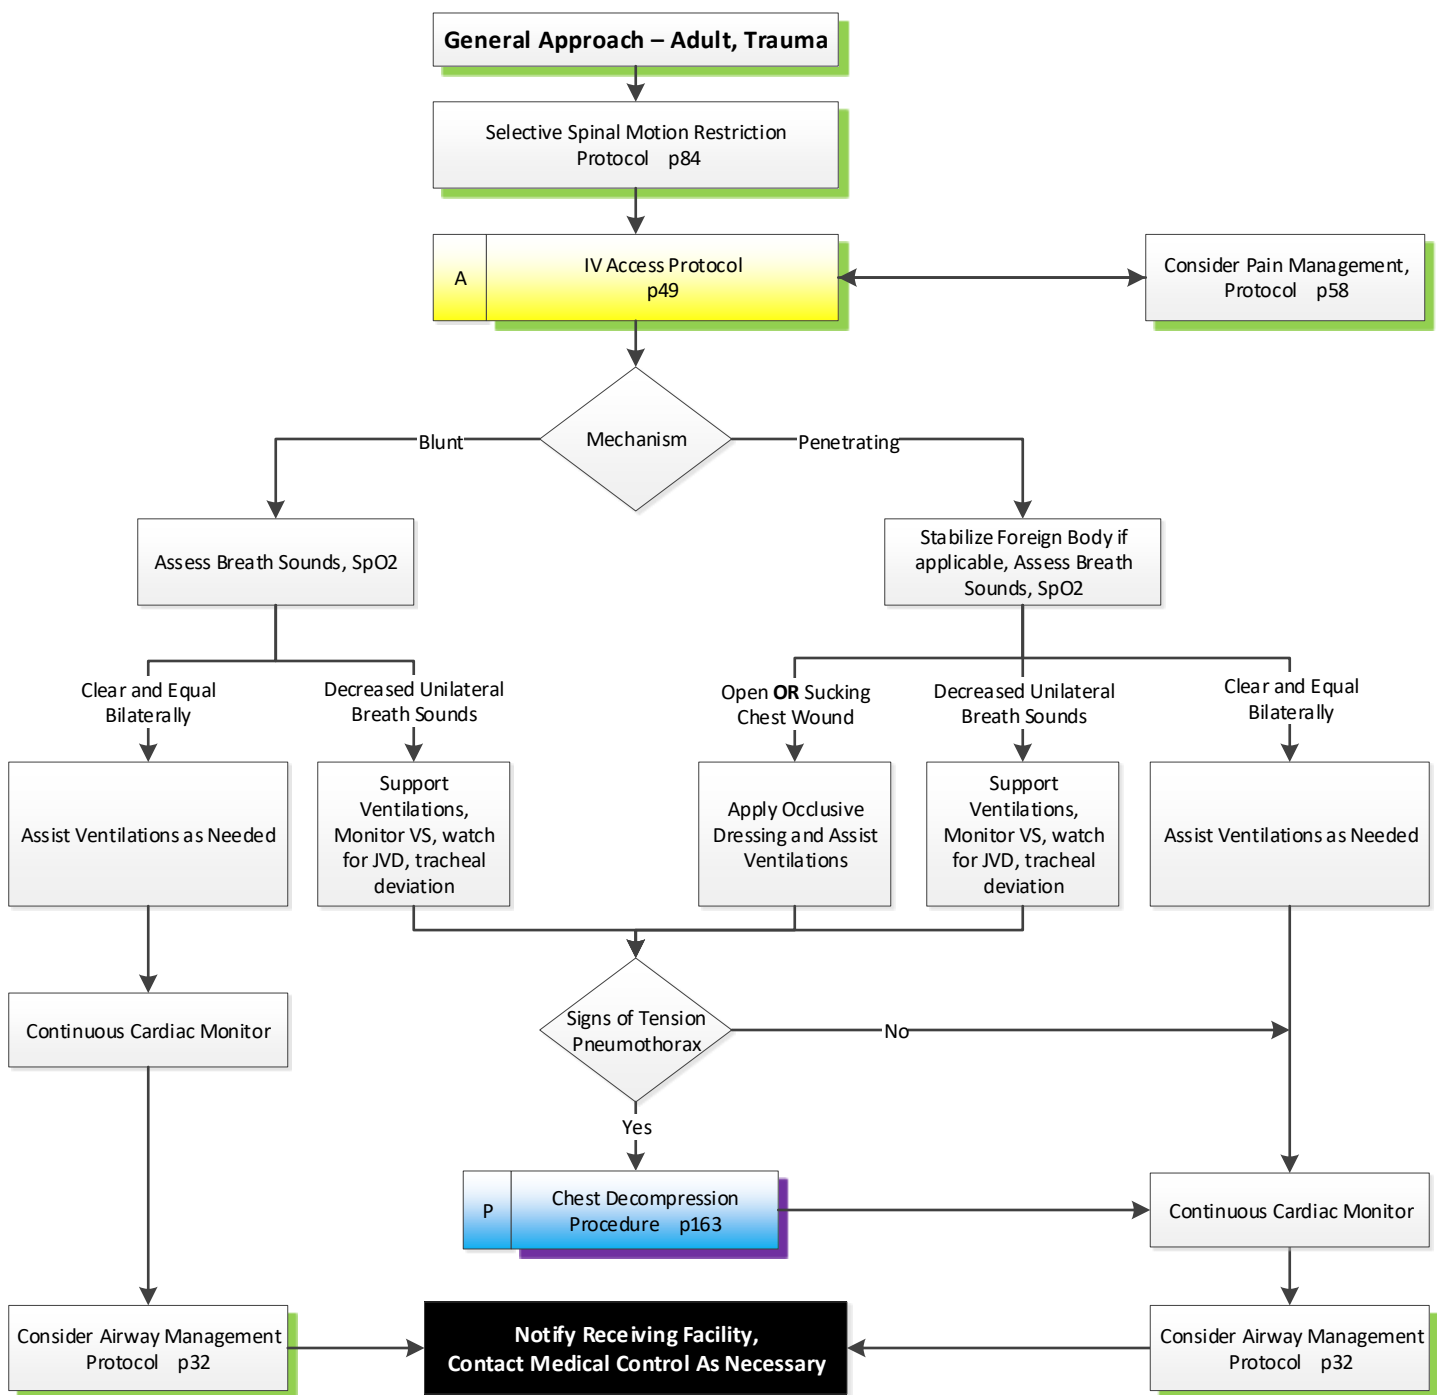 General Approach – Adult, Trauma
Selective Spinal Motion Restriction
Protocol p84
A
IV Access Protocol
p49
Consider Pain Management,
Protocol p58
Mechanism
Blunt
Penetrating
Assess Breath Sounds, SpO2
Stabilize Foreign Body if
applicable, Assess Breath
Sounds, SpO2
Clear and Equal
Bilaterally
Decreased Unilateral
Breath Sounds
Open OR Sucking
Chest Wound
Decreased Unilateral
Breath Sounds
Clear and Equal
Bilaterally
Assist Ventilations as Needed
Support
Ventilations,
Monitor VS, watch
for JVD, tracheal
deviation
Apply Occlusive
Dressing and Assist
Ventilations
Support
Ventilations,
Monitor VS, watch
for JVD, tracheal
deviation
Assist Ventilations as Needed
Continuous Cardiac Monitor
Signs of Tension
Pneumothorax
No
Yes
P
Chest Decompression
Procedure p163
Continuous Cardiac Monitor
Consider Airway Management
Protocol p32
Notify Receiving Facility,
Contact Medical Control As Necessary
Consider Airway Management
Protocol p32